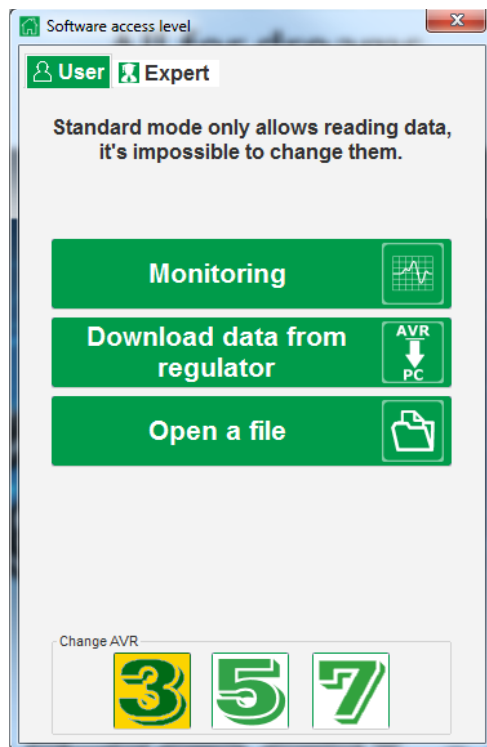 Software access level
User Expert
Standard mode only allows reading data,
it's impossible to change them.
Monitoring
Download data from
regulator
AVR
PC
Open a file
Change AVR
3 5 7